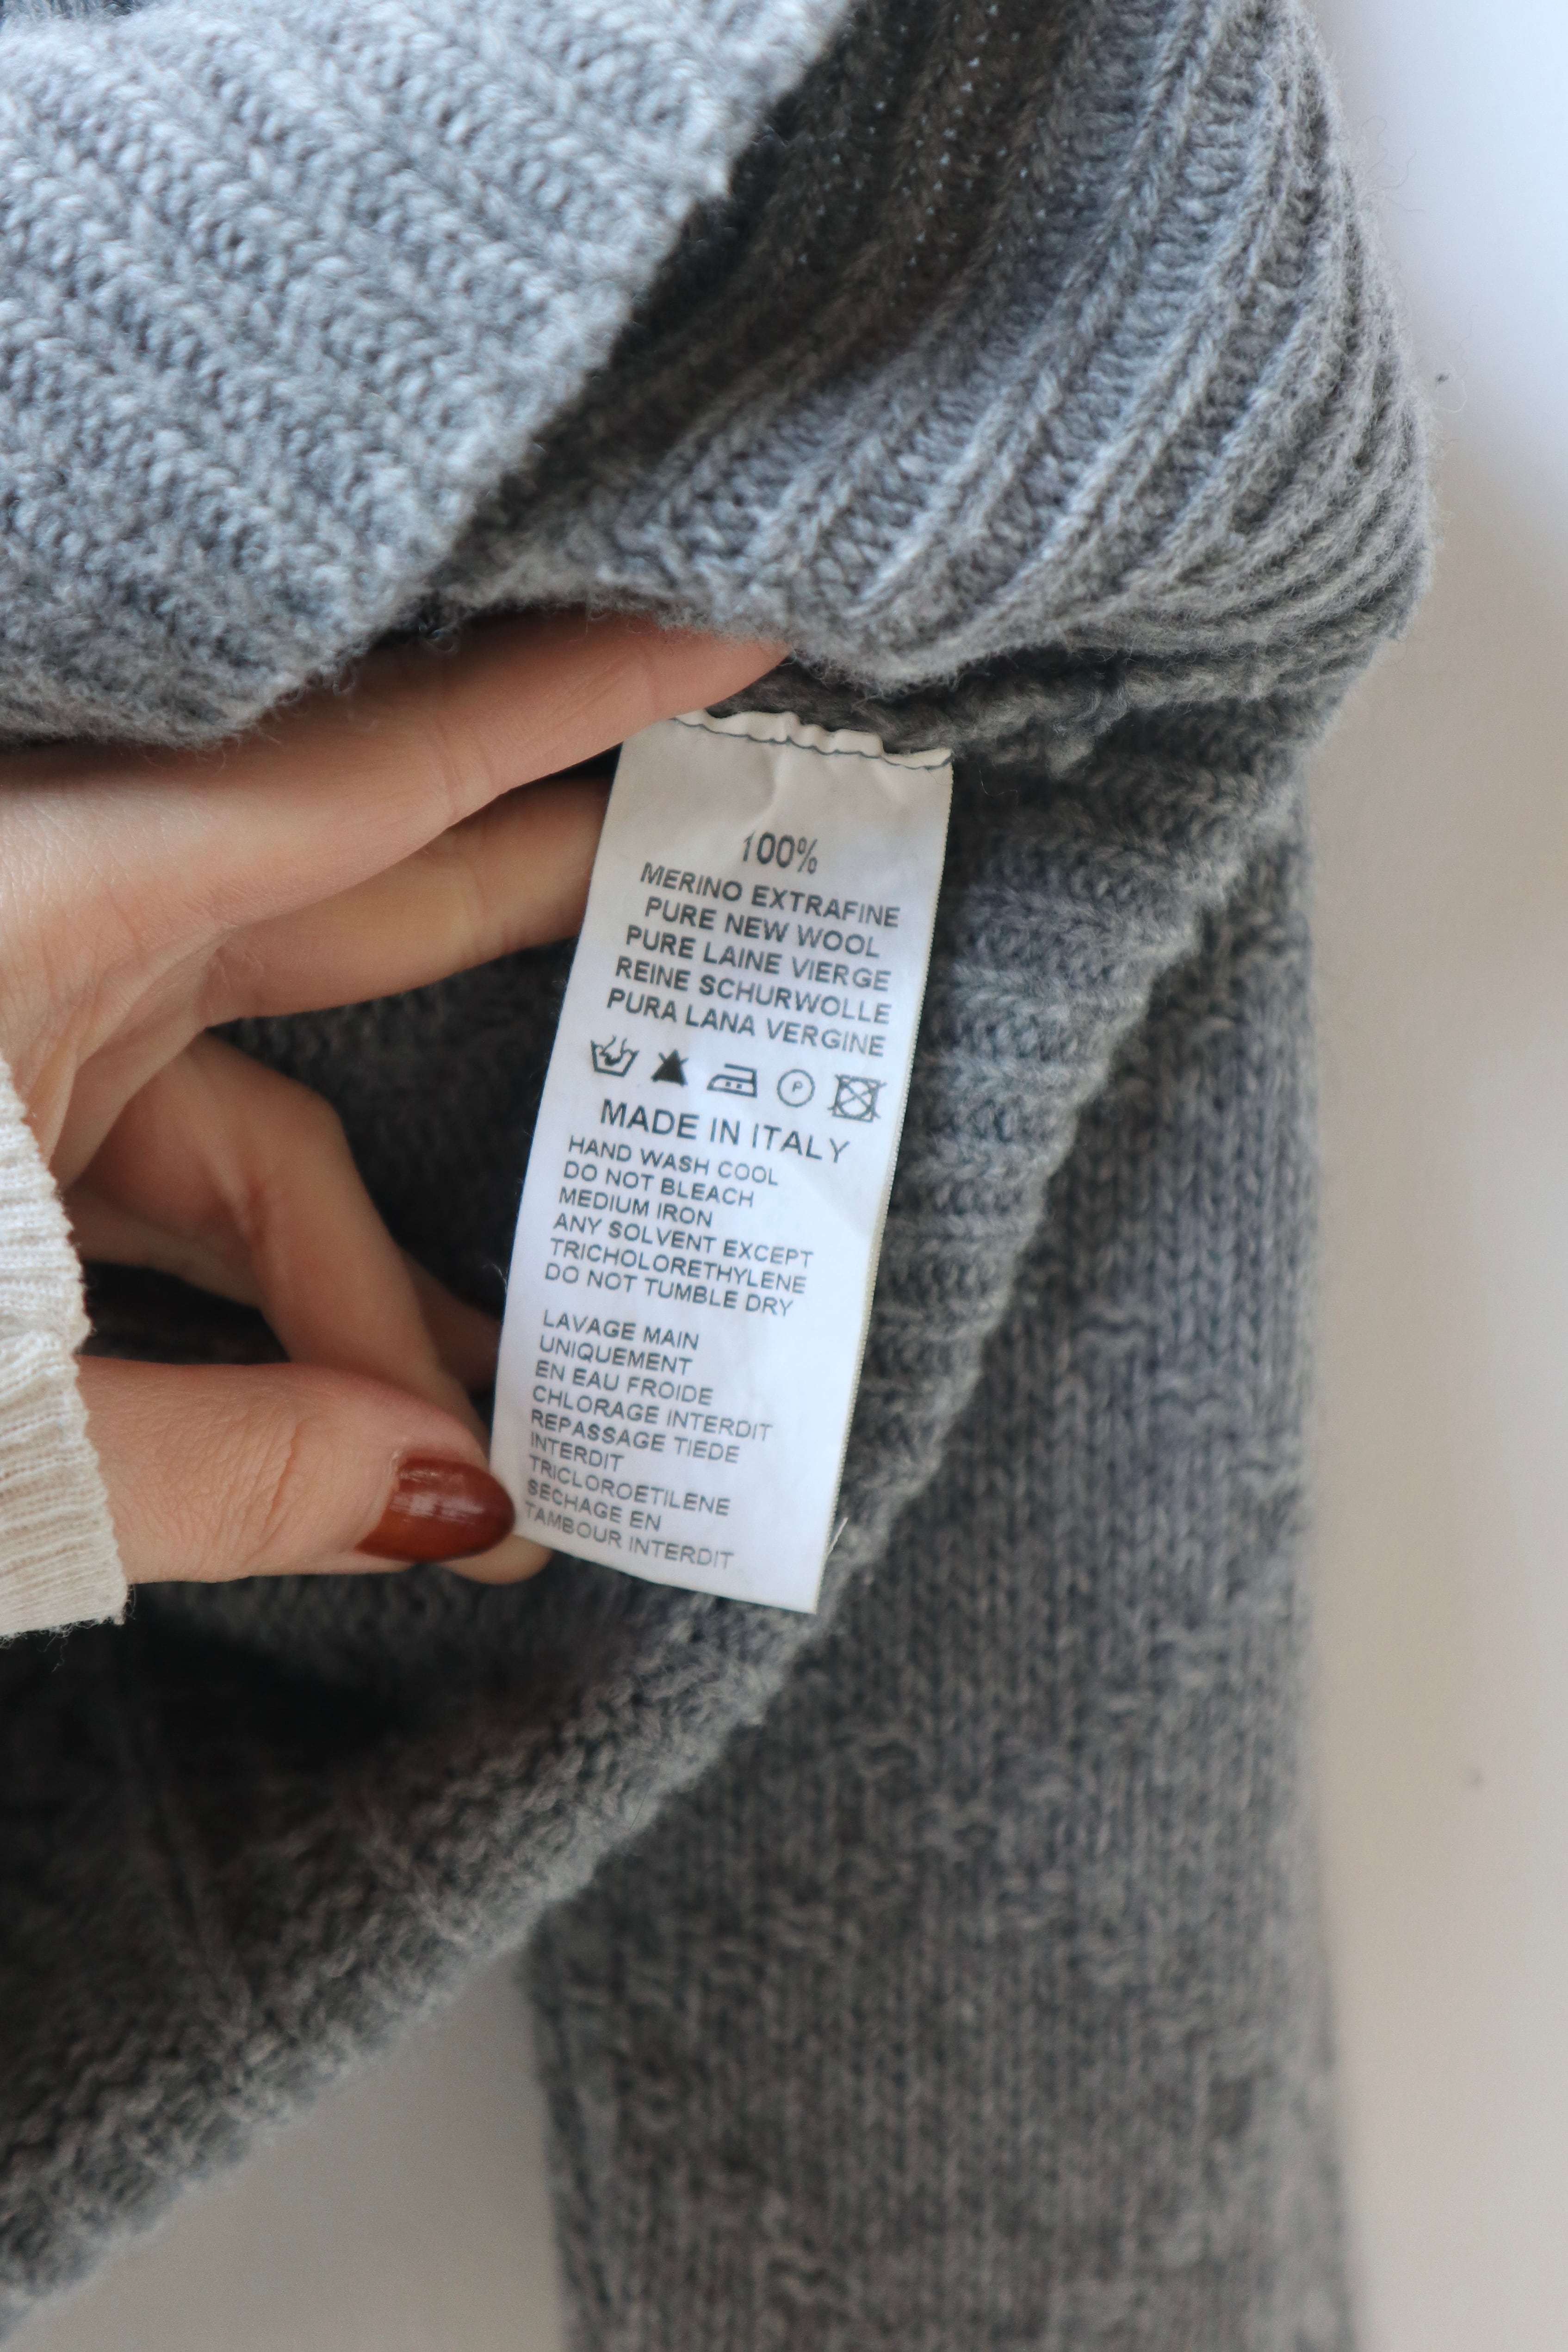 100%
MERINO EXTRAFINE
PURE NEW WOOL
PURE LAINE VIERGE
REINE SCHURWOLLE
PURA LANA VERGINE
P
MADE IN ITALY
HAND WASH COOL
DO NOT BLEACH
MEDIUM IRON
ANY SOLVENT EXCEPT
TRICHOLORETHYLENE
DO NOT TUMBLE DRY
LAVAGE MAIN
UNIQUEMENT
EN EAU FROIDE
CHLORAGE INTERDIT
REPASSAGE TIEDE
INTERDIT
TRICLOROETILENE
SECHAGE EN
TAMBOUR INTERDIT